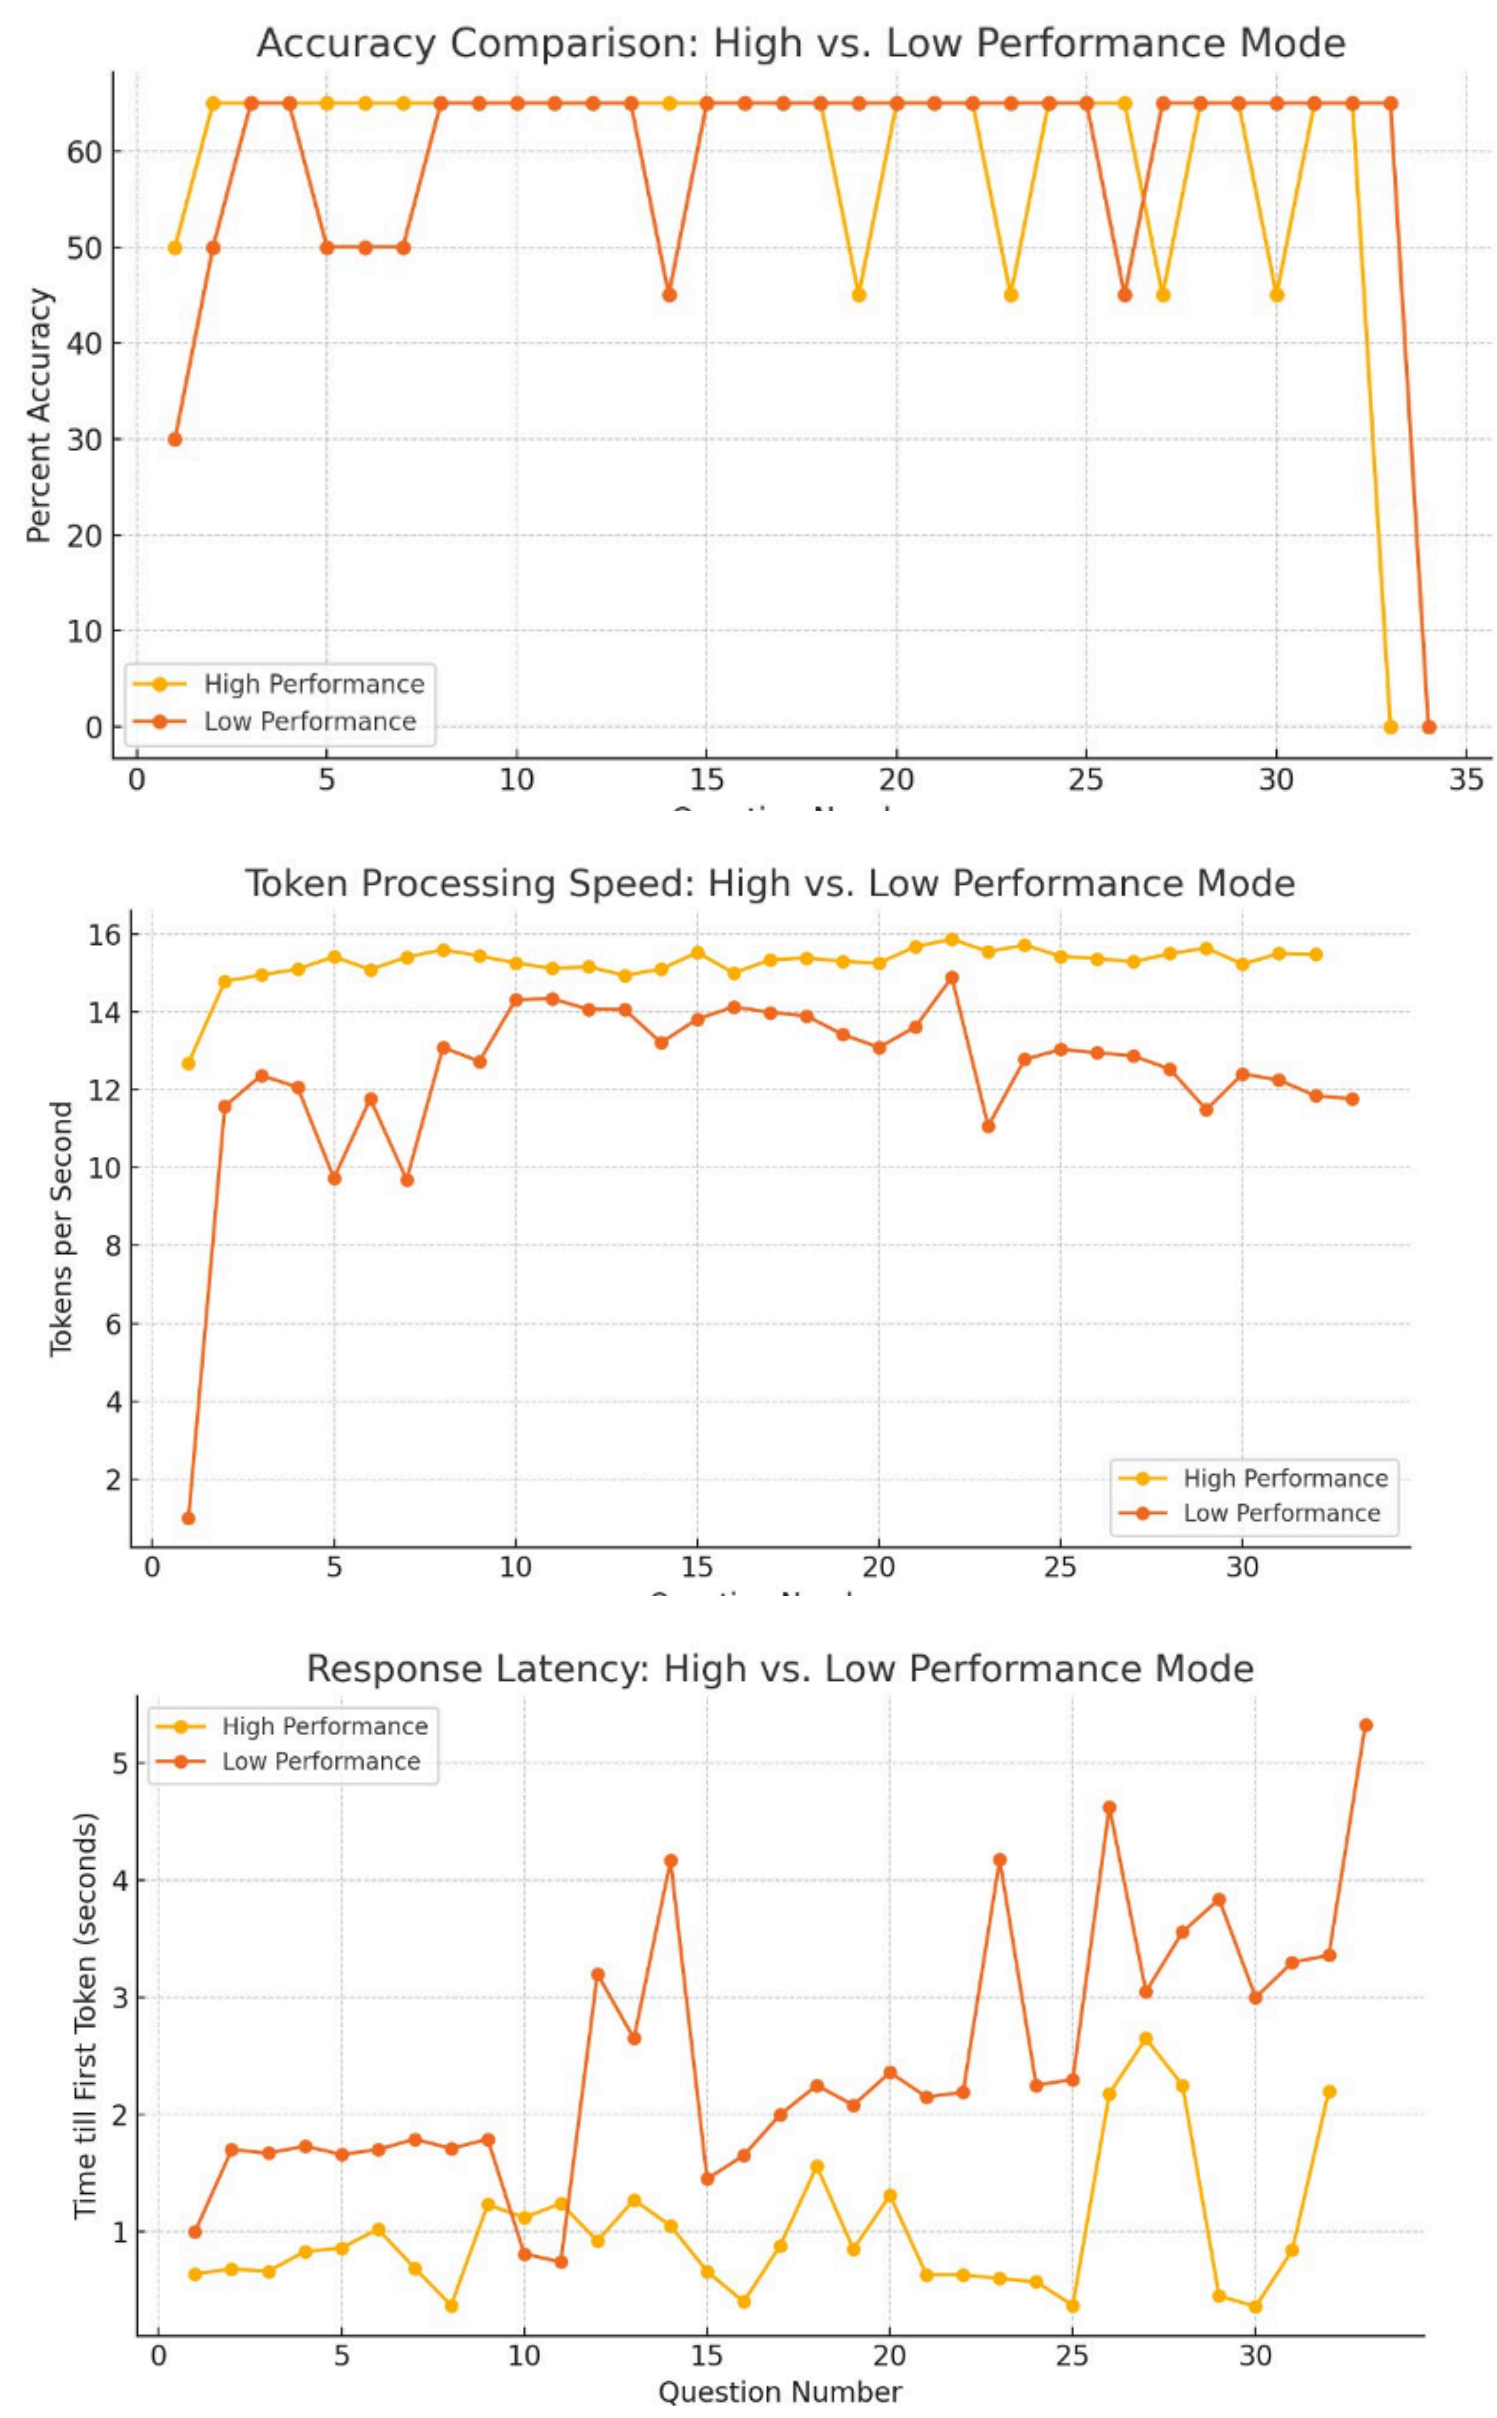 Accuracy Comparison: High vs. Low Performance Mode
60
50
40
30
20
10
0
Percent Accuracy
High Performance
Low Performance
0 5 10 15 20 25 30 35
Token Processing Speed: High vs. Low Performance Mode
16
14
12
10
8
6
4
2
Tokens per Second
High Performance
Low Performance
0 5 10 15 20 25 30
Response Latency: High vs. Low Performance Mode
High Performance
Low Performance
5
4
3
2
1
Time till First Token (seconds)
0 5 10 15 20 25 30
Question Number